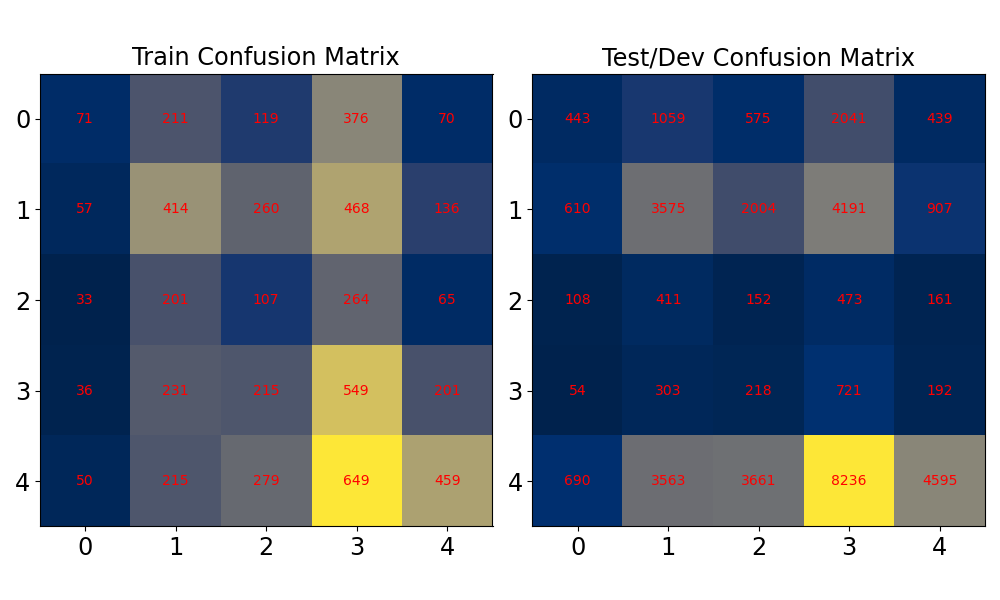 Train Confusion Matrix Test/Dev Confusion Matrix
0 71 211 119 376 70 0 443 1059 575 2041 439
1 57 414 260 468 136 1 610 3575 2004 4191 907
2 33 201 107 264 65 2 108 411 152 473 161
3 36 231 215 549 201 3 54 303 218 721 192
4 50 215 279 649 459 4 690 3563 3661 8236 4595
0 1 2 3 4 0 1 2 3 4